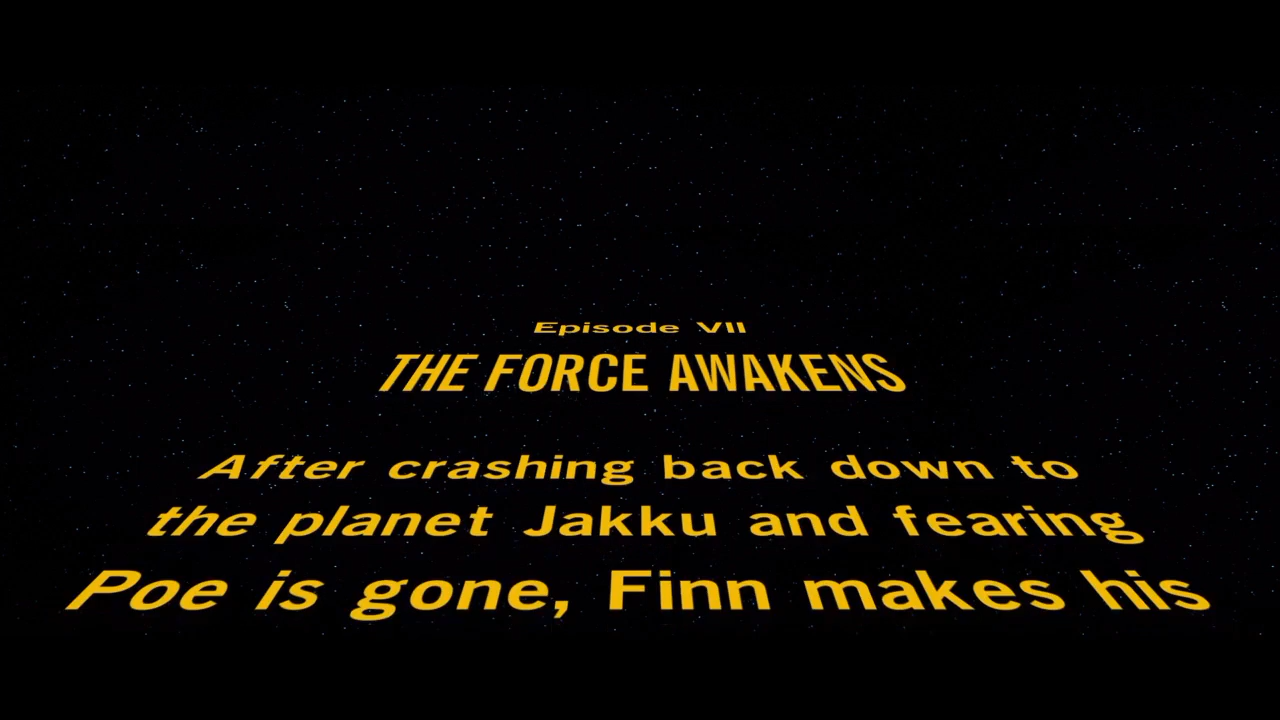 Episode VII
THE FORCE AWAKENS
After crashing back down to
the planet Jakku and fearing
Poe is gone, Finn makes his